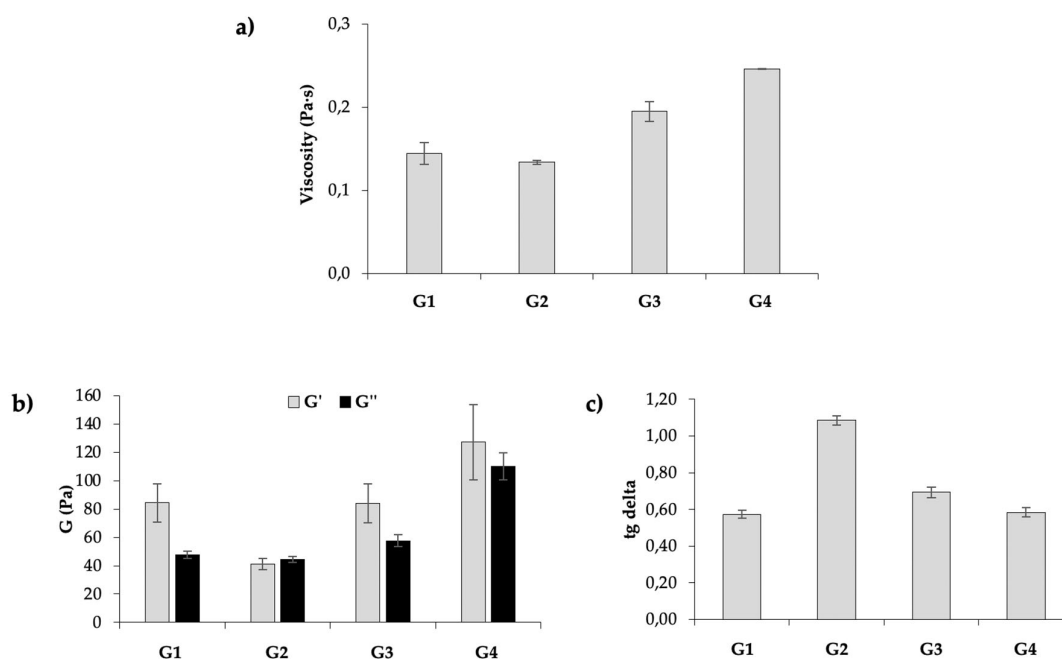 a)
Viscosity (Pa·s)
0,3
0,2
0,1
0,0
G1 G2 G3 G4
b)
G (Pa)
G' G"
160
140
120
100
80
60
40
20
0
G1 G2 G3 G4
c)
tg delta
1,20
1,00
0,80
0,60
0,40
0,20
0,00
G1 G2 G3 G4